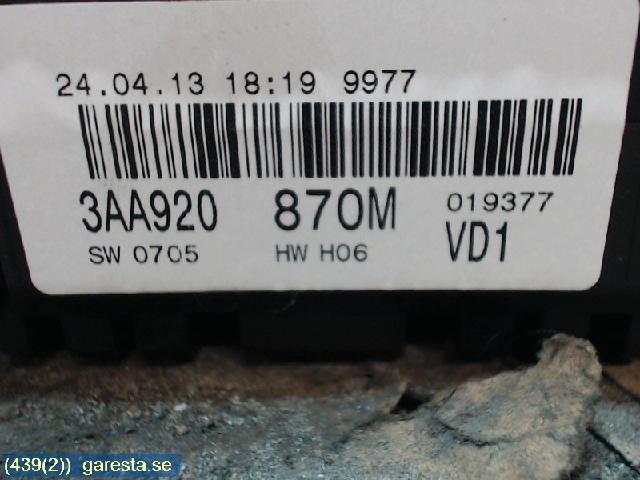 24.04.13 18:19 9977
3AA920 870M 019377
SW 0705 HW H06 VD1
(439(2)) garesta.se